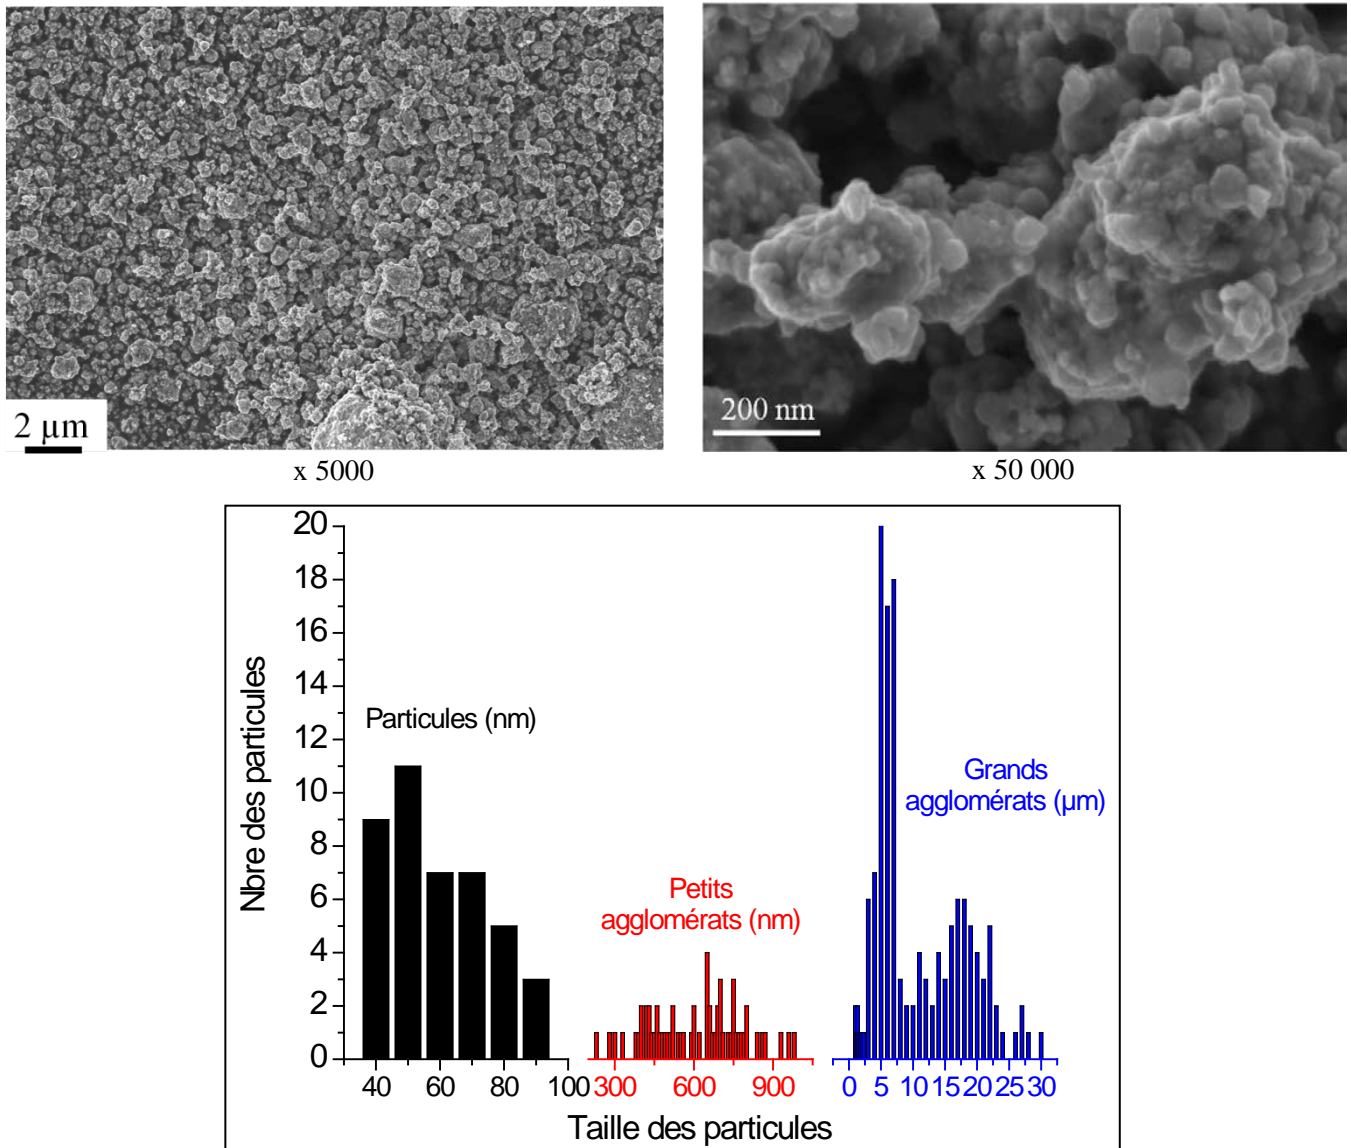 2 µm
200 nm
x 5000
x 50 000
20
18
16
14
12
10
8
6
4
2
0
Nbre des particules
Particules (nm)
Petits
agglomérats (nm)
Grands
agglomérats (µm)
40 60 80 100 300 600 900 0 5 10 15 20 25 30
Taille des particules